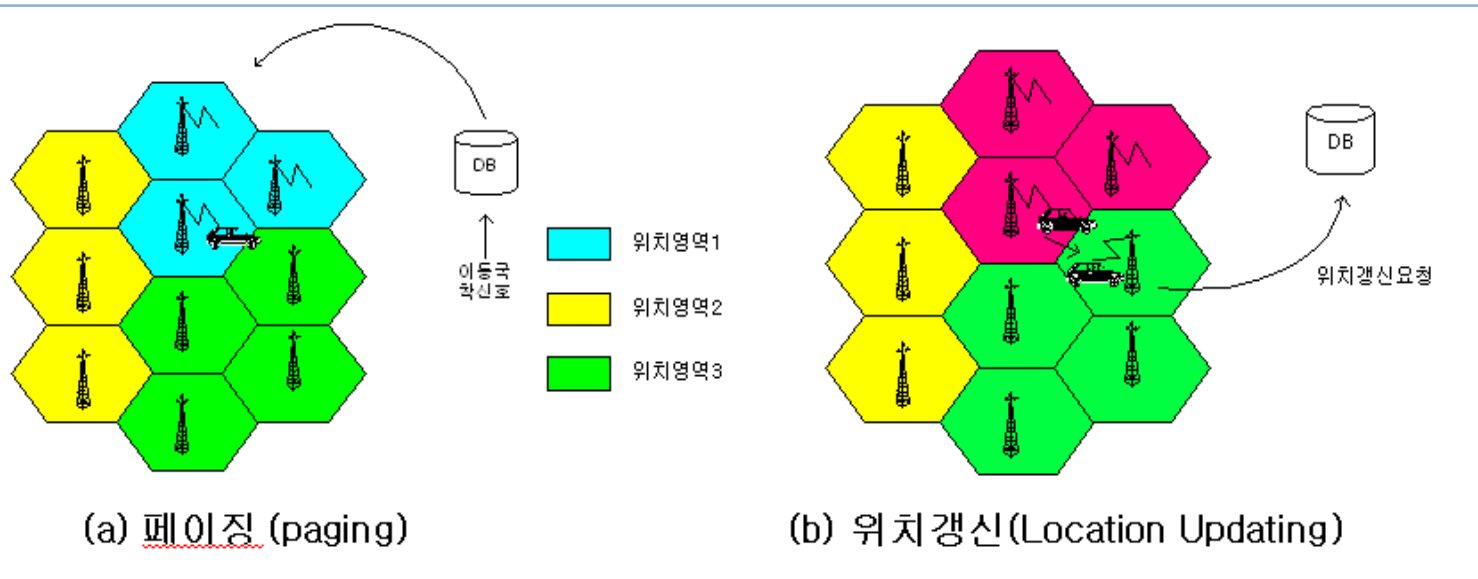 DB
이동국
착신호
위치영역1
위치영역2
위치영역3
(a) 페이징 (paging)
DB
위치갱신요청
(b) 위치갱신(Location Updating)